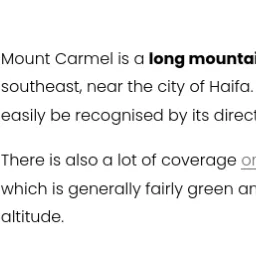 Mount Carmel is a long mountai
southeast, near the city of Haifa.
easily be recognised by its direct
There is also a lot of coverage or
which is generally fairly green an
altitude.